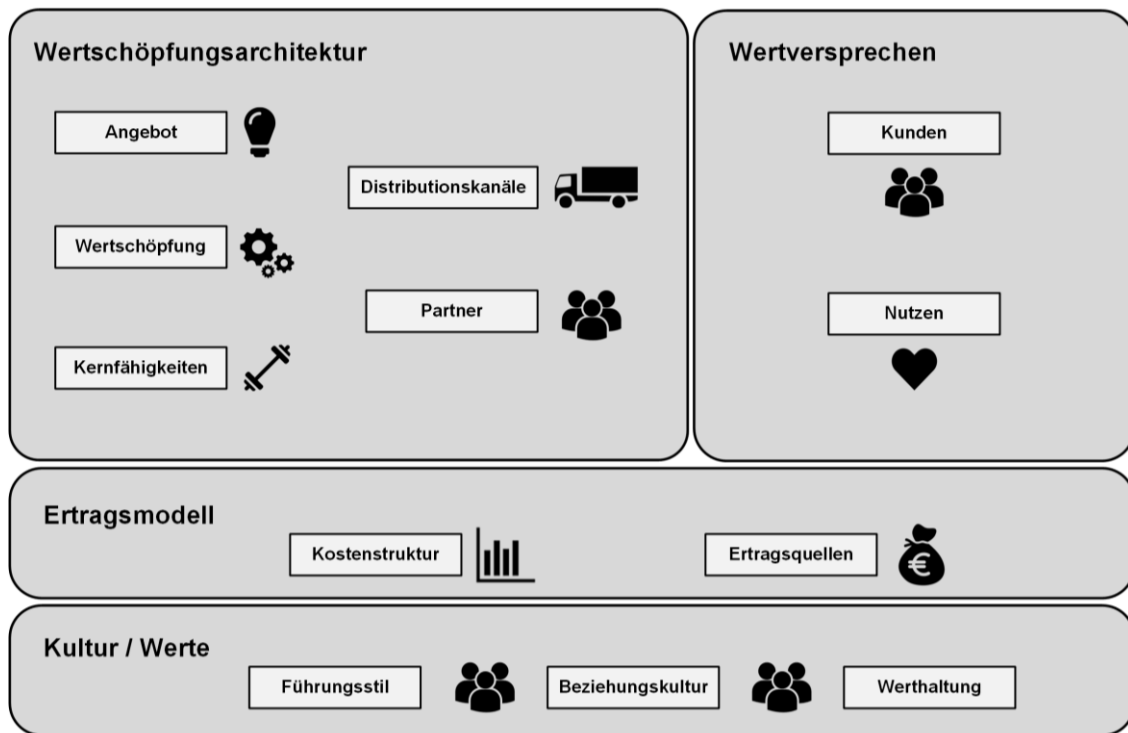 Wertschöpfungsarchitektur
Angebot
Distributionskanäle
Wertschöpfung
Partner
Kernfähigkeiten
Wertversprechen
Kunden
Nutzen
Ertragsmodell
Kostenstruktur
Ertragsquellen
€
Kultur / Werte
Führungsstil
Beziehungskultur
Werthaltung